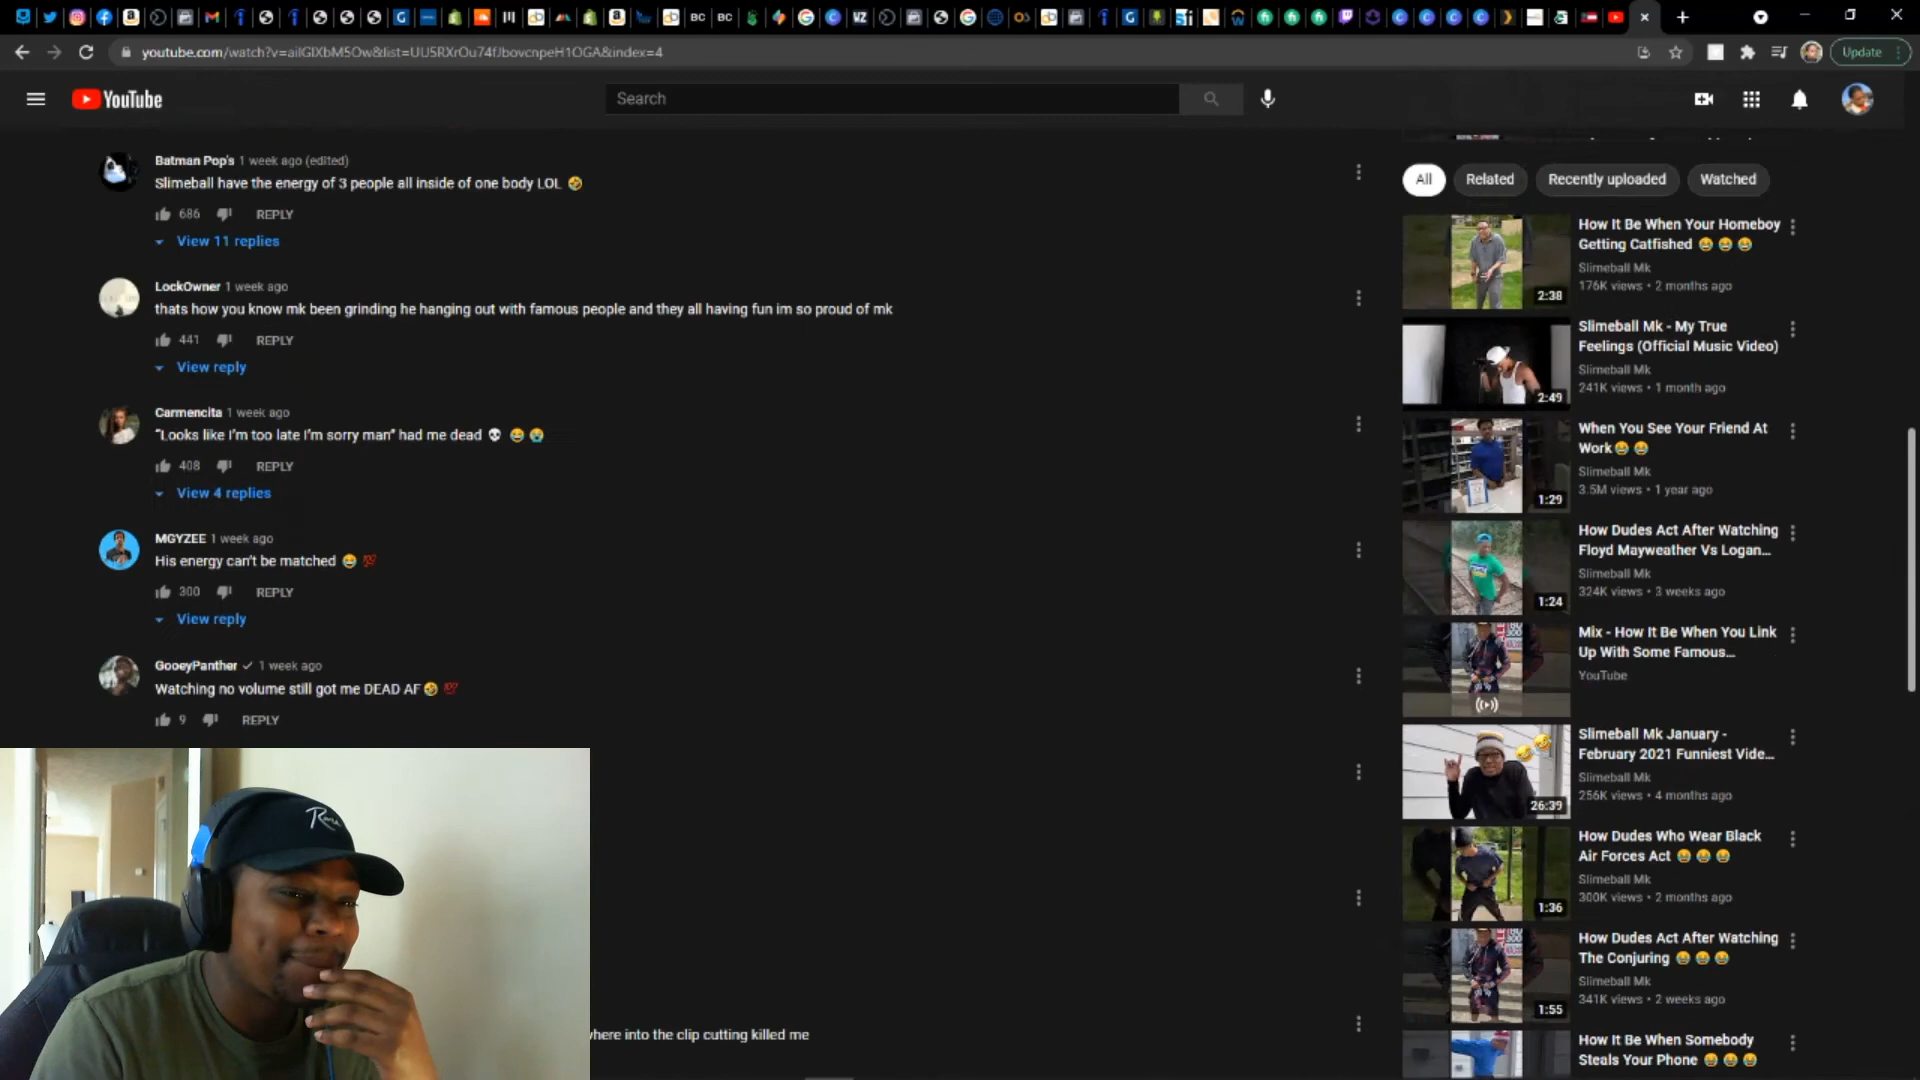 youtube.com/watch?v=ailGlXbM5Ow&list=UU5RXrOu74fJbovcnpeH1OGA&index=4
Update
YouTube
Search
Batman Pop's 1 week ago (edited)
Slimeball have the energy of 3 people all inside of one body LOL 🤣
686 REPLY
View 11 replies
LockOwner 1 week ago
thats how you know mk been grinding he hanging out with famous people and they all having fun im so proud of mk
441 REPLY
View reply
Carmencita 1 week ago
“Looks like I’m too late I’m sorry man” had me dead 💀 😂😭
408 REPLY
View 4 replies
MGYZEE 1 week ago
His energy can’t be matched 😂 💯
300 REPLY
View reply
GooeyPanther 1 week ago
Watching no volume still got me DEAD AF 🤣 💯
9 REPLY
where into the clip cutting killed me
All Related Recently uploaded Watched
How It Be When Your Homeboy
Getting Catfished 😂 😂 😂
Slimeball Mk
176K views • 2 months ago
2:38
Slimeball Mk - My True
Feelings (Official Music Video)
Slimeball Mk
241K views • 1 month ago
2:49
When You See Your Friend At
Work😂 😂
Slimeball Mk
3.5M views • 1 year ago
1:29
How Dudes Act After Watching
Floyd Mayweather Vs Logan...
Slimeball Mk
324K views • 3 weeks ago
1:24
Mix - How It Be When You Link
Up With Some Famous...
YouTube
Slimeball Mk January -
February 2021 Funniest Vide...
Slimeball Mk
256K views • 4 months ago
26:39
How Dudes Who Wear Black
Air Forces Act 😂 😂 😂
Slimeball Mk
300K views • 2 months ago
1:36
How Dudes Act After Watching
The Conjuring 😂 😂 😂
Slimeball Mk
341K views • 2 weeks ago
1:55
How It Be When Somebody
Steals Your Phone 😂 😂 😂